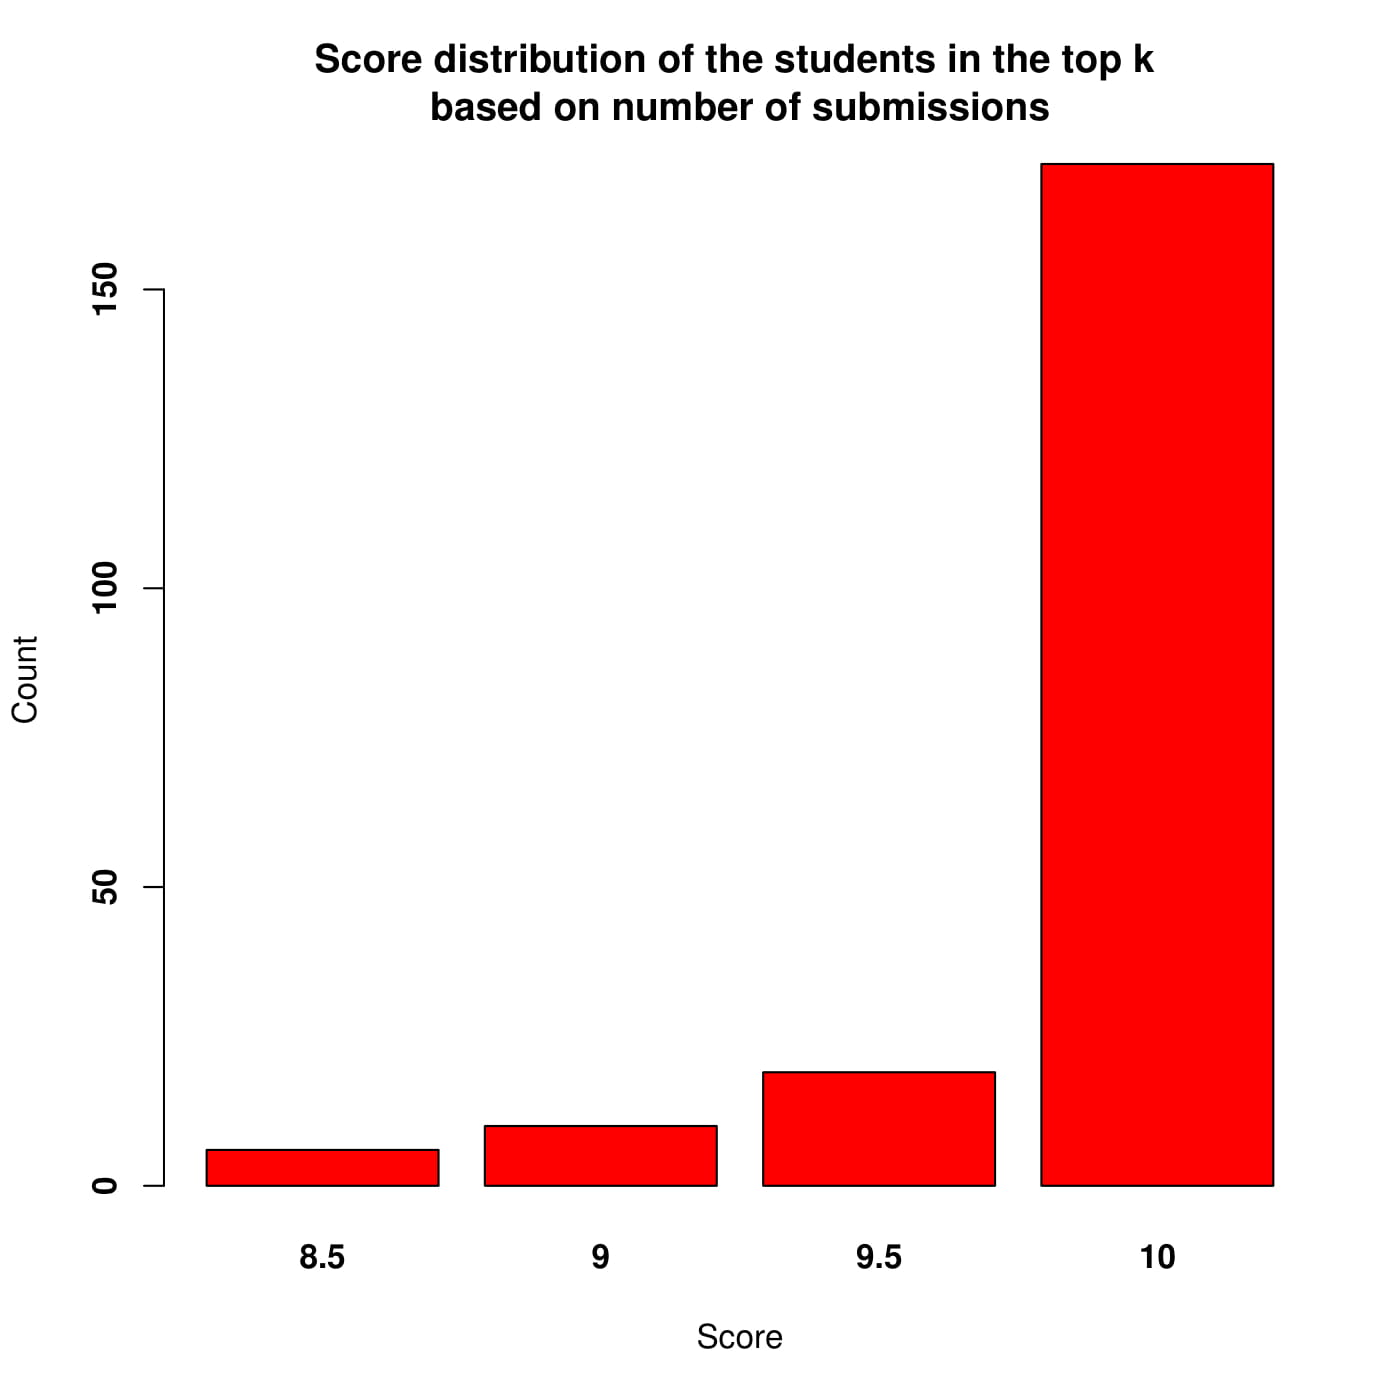 Score distribution of the students in the top k
based on number of submissions
150
100
50
0
Count
8.5
9
9.5
10
Score